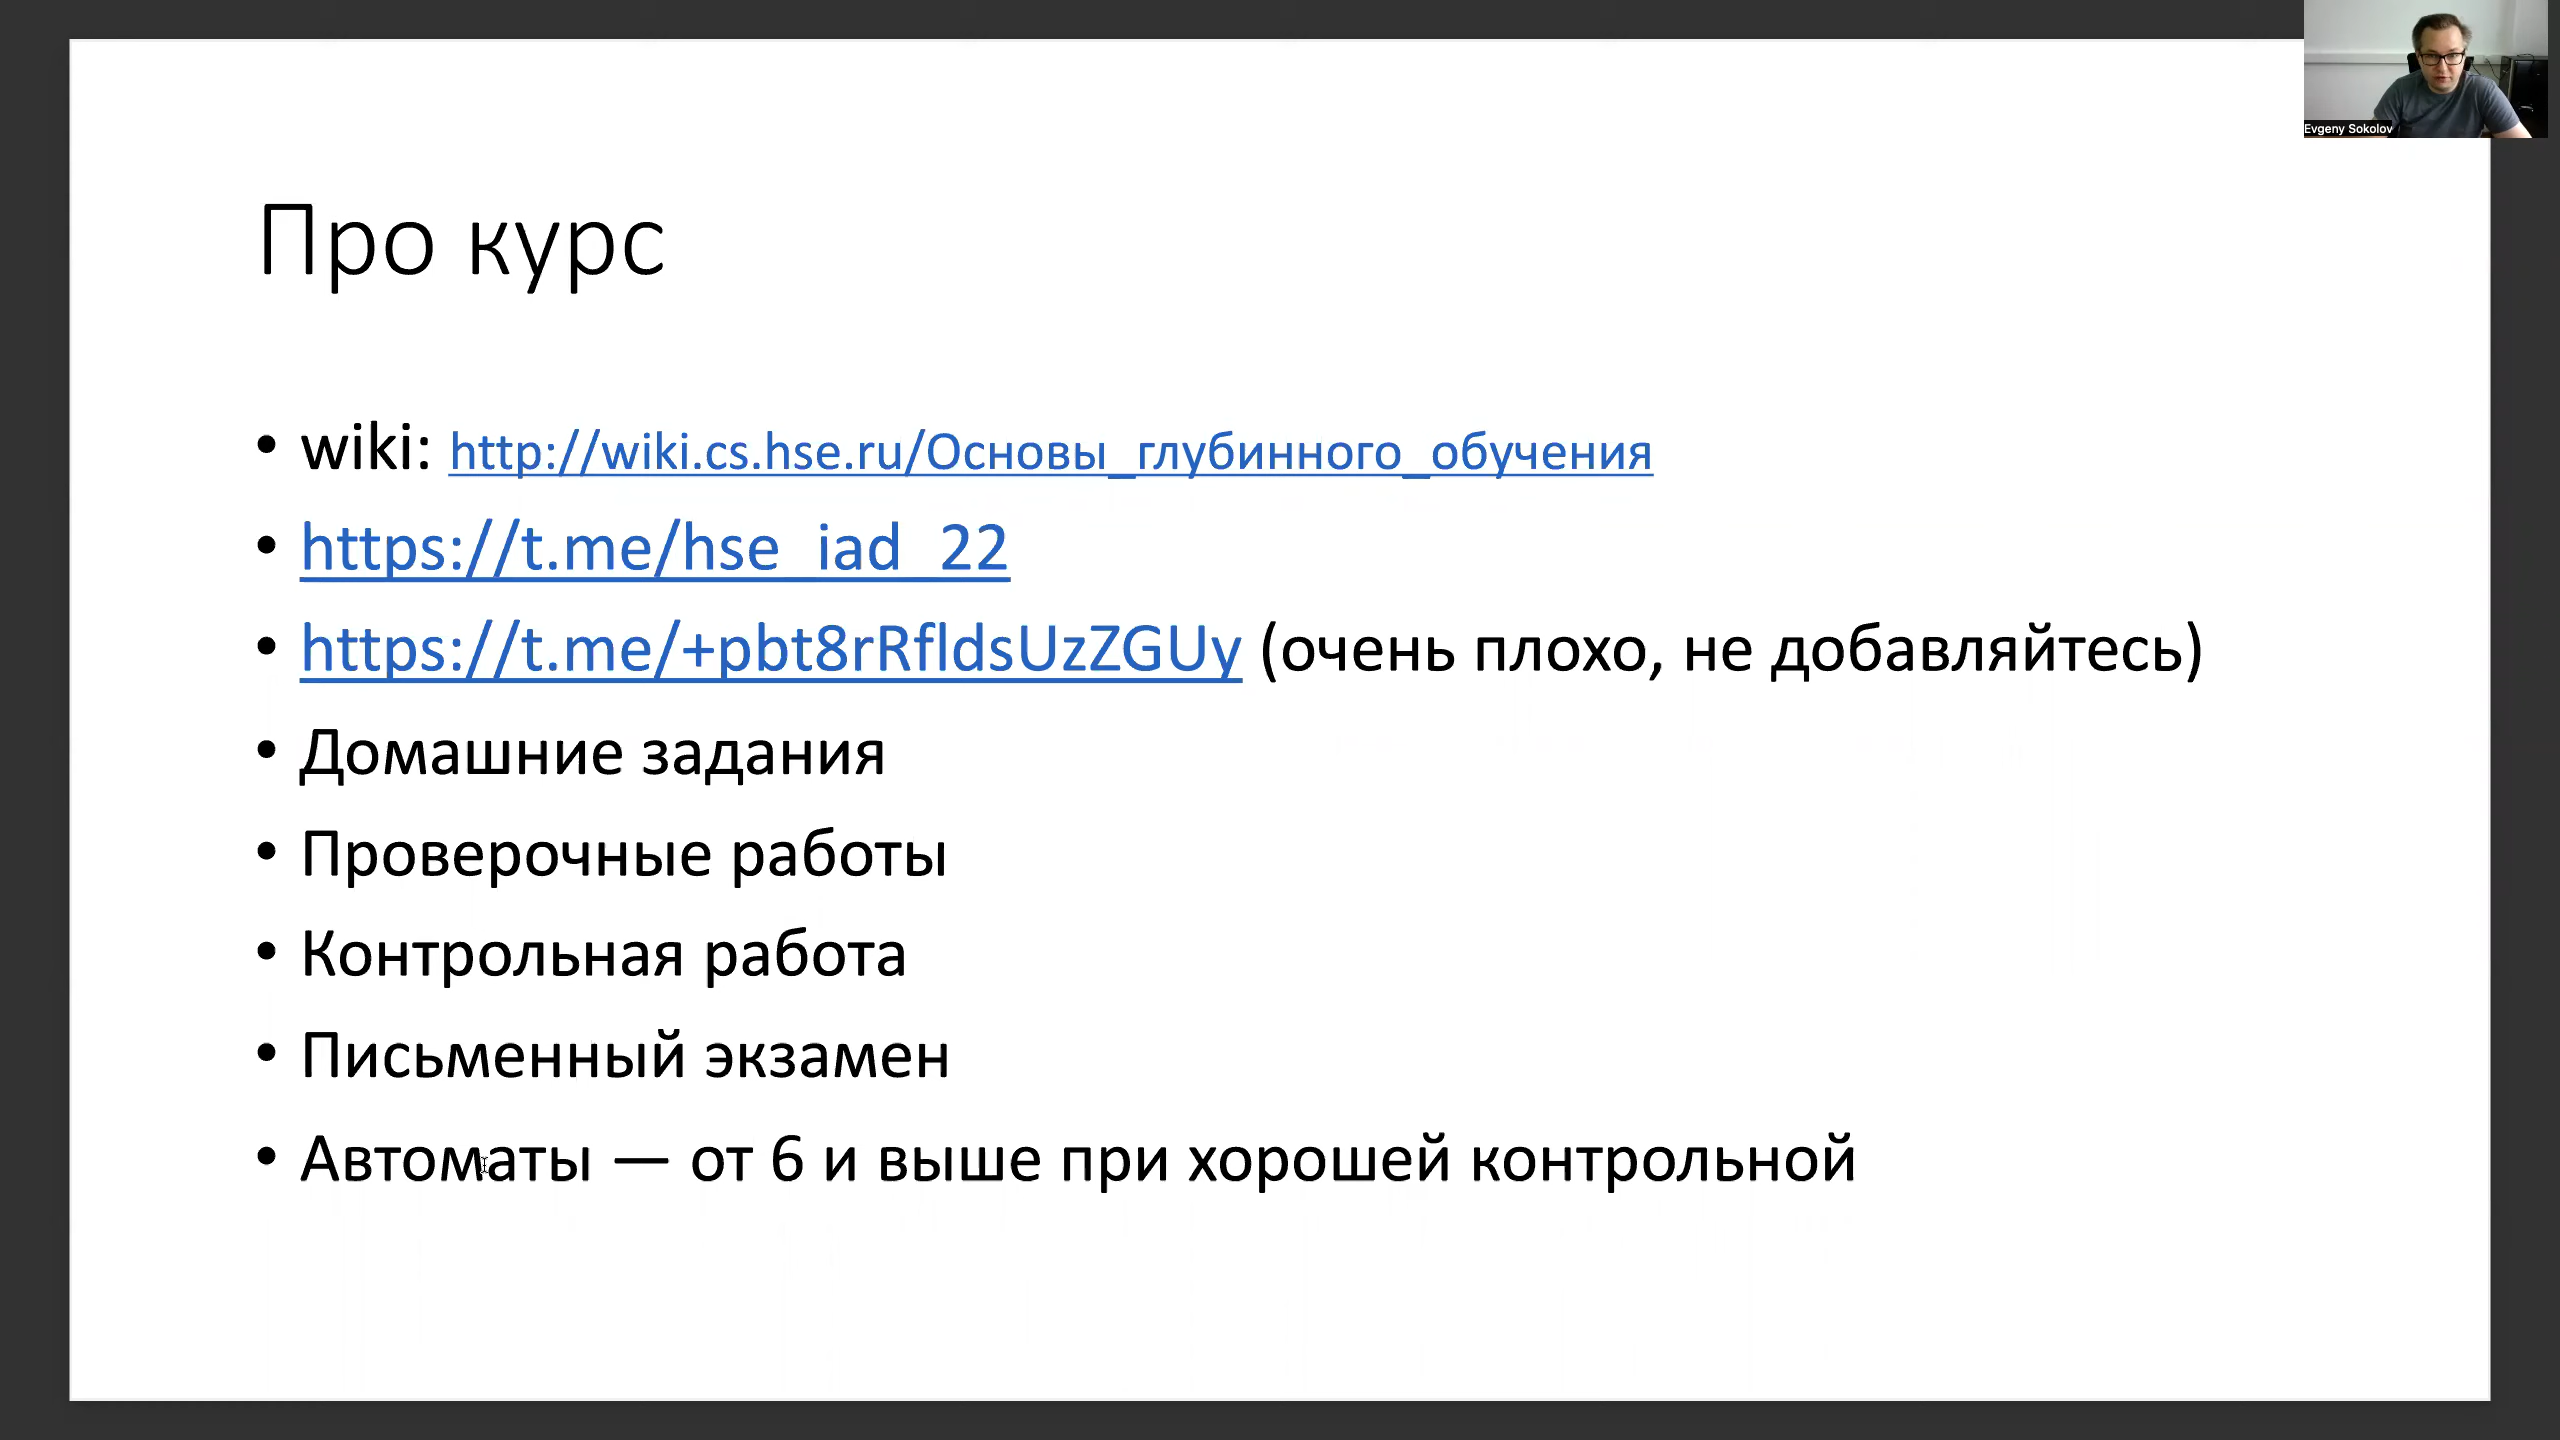 Evgeny Sokolov
Про курс
• wiki: http://wiki.cs.hse.ru/Основы_глубинного_обучения
• https://t.me/hse_iad_22
• https://t.me/+pbt8rRfldsUzZGUy (очень плохо, не добавляйтесь)
• Домашние задания
• Проверочные работы
• Контрольная работа
• Письменный экзамен
• Автоматы — от 6 и выше при хорошей контрольной